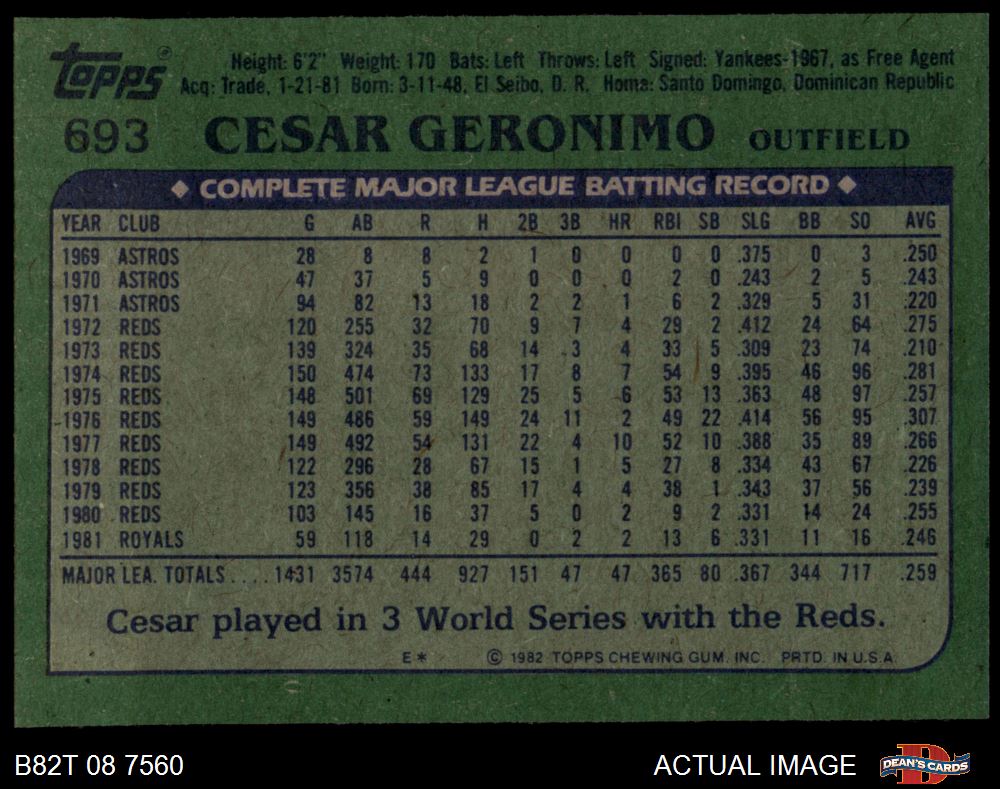 Topps®
Height: 6'2" Weight: 170 Bats: Left Throws: Left Signed: Yankees-1967, as Free Agent
Acq: Trade, 1-21-81 Born: 3-11-48, El Seibo, D. R. Home: Santo Domingo, Dominican Republic
693 CESAR GERONIMO OUTFIELD
◆ COMPLETE MAJOR LEAGUE BATTING RECORD ◆
YEAR CLUB G AB R H 2B 3B HR RBI SB SLG BB SO AVG
1969 ASTROS 28 8 8 2 1 0 0 0 0 .375 0 3 .250
1970 ASTROS 47 37 5 9 0 0 0 2 0 .243 2 5 .243
1971 ASTROS 94 82 13 18 2 2 1 6 2 .329 5 31 .220
1972 REDS 120 255 32 70 9 7 4 29 2 .412 24 64 .275
1973 REDS 139 324 35 68 14 3 4 33 5 .309 23 74 .210
1974 REDS 150 474 73 133 17 8 7 54 9 .395 46 96 .281
1975 REDS 148 501 69 129 25 5 6 53 13 .363 48 97 .257
1976 REDS 149 486 59 149 24 11 2 49 22 .414 56 95 .307
1977 REDS 149 492 54 131 22 4 10 52 10 .388 35 89 .266
1978 REDS 122 296 28 67 15 1 5 27 8 .334 43 67 .226
1979 REDS 123 356 38 85 17 4 4 38 1 .343 37 56 .239
1980 REDS 103 145 16 37 5 0 2 9 2 .331 14 24 .255
1981 ROYALS 59 118 14 29 0 2 2 13 6 .331 11 16 .246
MAJOR LEA. TOTALS.... 1431 3574 444 927 151 47 47 365 80 .367 344 717 .259
Cesar played in 3 World Series with the Reds.
E* © 1982 TOPPS CHEWING GUM. INC. PRTD. IN U.S.A.
B82T 08 7560 ACTUAL IMAGE DEAN'S CARDS